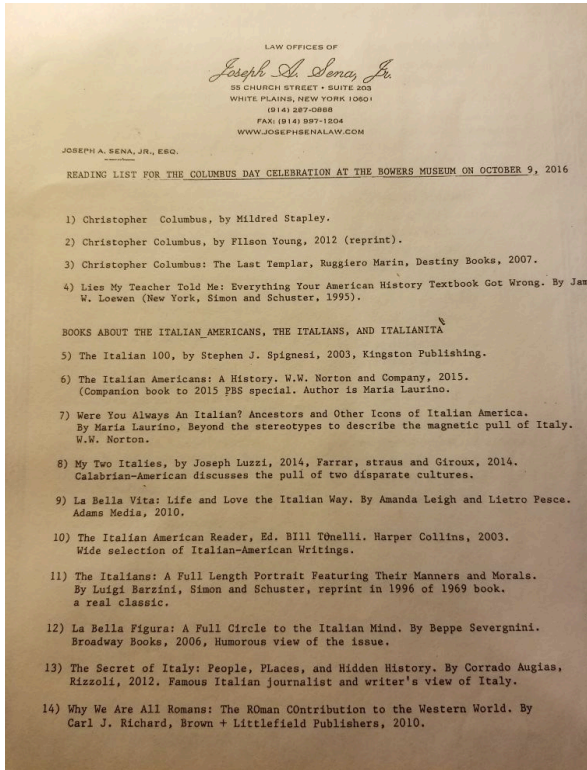 LAW OFFICES OF
Joseph A. Sena, Jr.
55 CHURCH STREET • SUITE 203
WHITE PLAINS, NEW YORK 10601
(914) 287-0888
FAX: (914) 997-1204
WWW.JOSEPHSENALAW.COM
JOSEPH A. SENA, JR., ESQ.
READING LIST FOR THE COLUMBUS DAY CELEBRATION AT THE BOWERS MUSEUM ON OCTOBER 9, 2016
1) Christopher Columbus, by Mildred Stapley.
2) Christopher Columbus, by FIlson Young, 2012 (reprint).
3) Christopher Columbus: The Last Templar, Ruggiero Marin, Destiny Books, 2007.
4) Lies My Teacher Told Me: Everything Your American History Textbook Got Wrong. By Jam
W. Loewen (New York, Simon and Schuster, 1995).
BOOKS ABOUT THE ITALIAN_AMERICANS, THE ITALIANS, AND ITALIANITA
5) The Italian 100, by Stephen J. Spignesi, 2003, Kingston Publishing.
6) The Italian Americans: A History. W.W. Norton and Company, 2015.
(Companion book to 2015 PBS special. Author is Maria Laurino.
7) Were You Always An Italian? Ancestors and Other Icons of Italian America.
By Maria Laurino, Beyond the stereotypes to describe the magnetic pull of Italy.
W.W. Norton.
8) My Two Italies, by Joseph Luzzi, 2014, Farrar, straus and Giroux, 2014.
Calabrian-American discusses the pull of two disparate cultures.
9) La Bella Vita: Life and Love the Italian Way. By Amanda Leigh and Lietro Pesce.
Adams Media, 2010.
10) The Italian American Reader, Ed. BIll Tonelli. Harper Collins, 2003.
Wide selection of Italian-American Writings.
11) The Italians: A Full Length Portrait Featuring Their Manners and Morals.
By Luigi Barzini, Simon and Schuster, reprint in 1996 of 1969 book.
a real classic.
12) La Bella Figura: A Full Circle to the Italian Mind. By Beppe Severgnini.
Broadway Books, 2006, Humorous view of the issue.
13) The Secret of Italy: People, PLaces, and Hidden History. By Corrado Augias,
Rizzoli, 2012. Famous Italian journalist and writer's view of Italy.
14) Why We Are All Romans: The ROman COntribution to the Western World. By
Carl J. Richard, Brown + Littlefield Publishers, 2010.